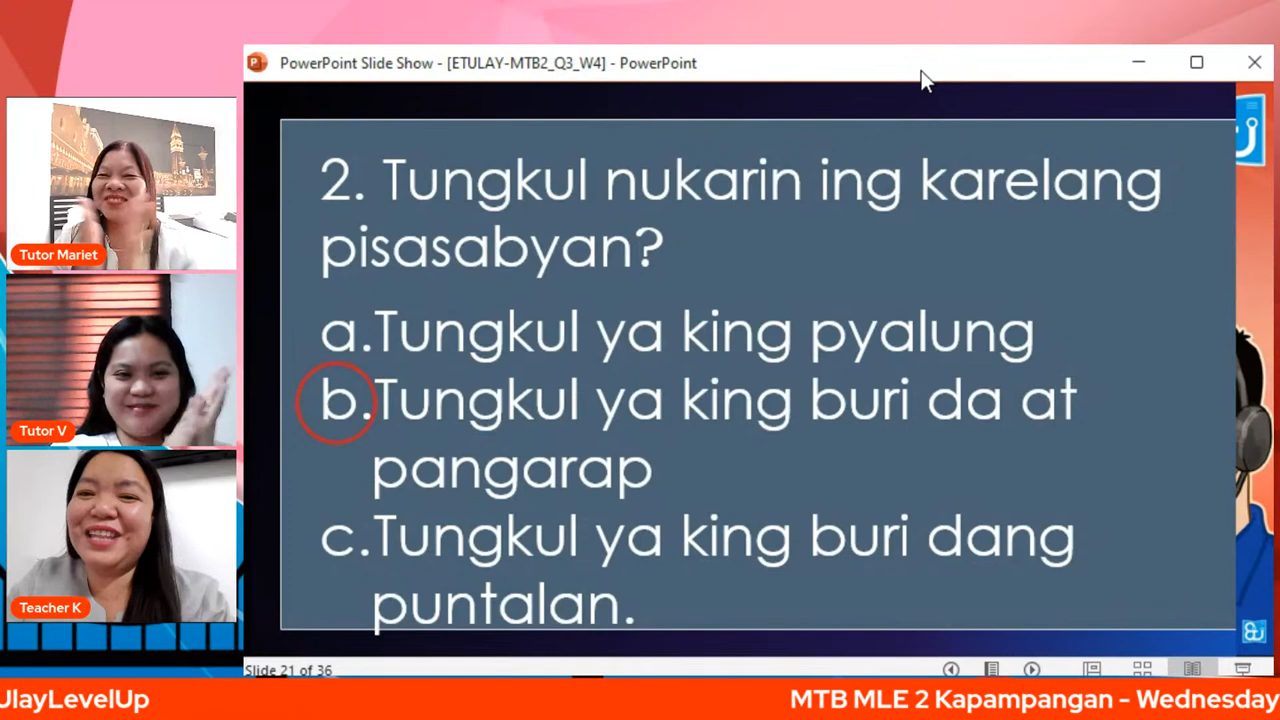 PowerPoint Slide Show - [ETULAY-MTB2_Q3_W4] - PowerPoint
2. Tungkul nukarin ing karelang
pisasabyan?
a.Tungkul ya king pyalung
b.Tungkul ya king buri da at
pangarap
c.Tungkul ya king buri dang
puntalan.
Tutor Mariet
Tutor V
Teacher K
Slide 21 of 36
UlayLevelUp
MTB MLE 2 Kapampangan - Wednesday